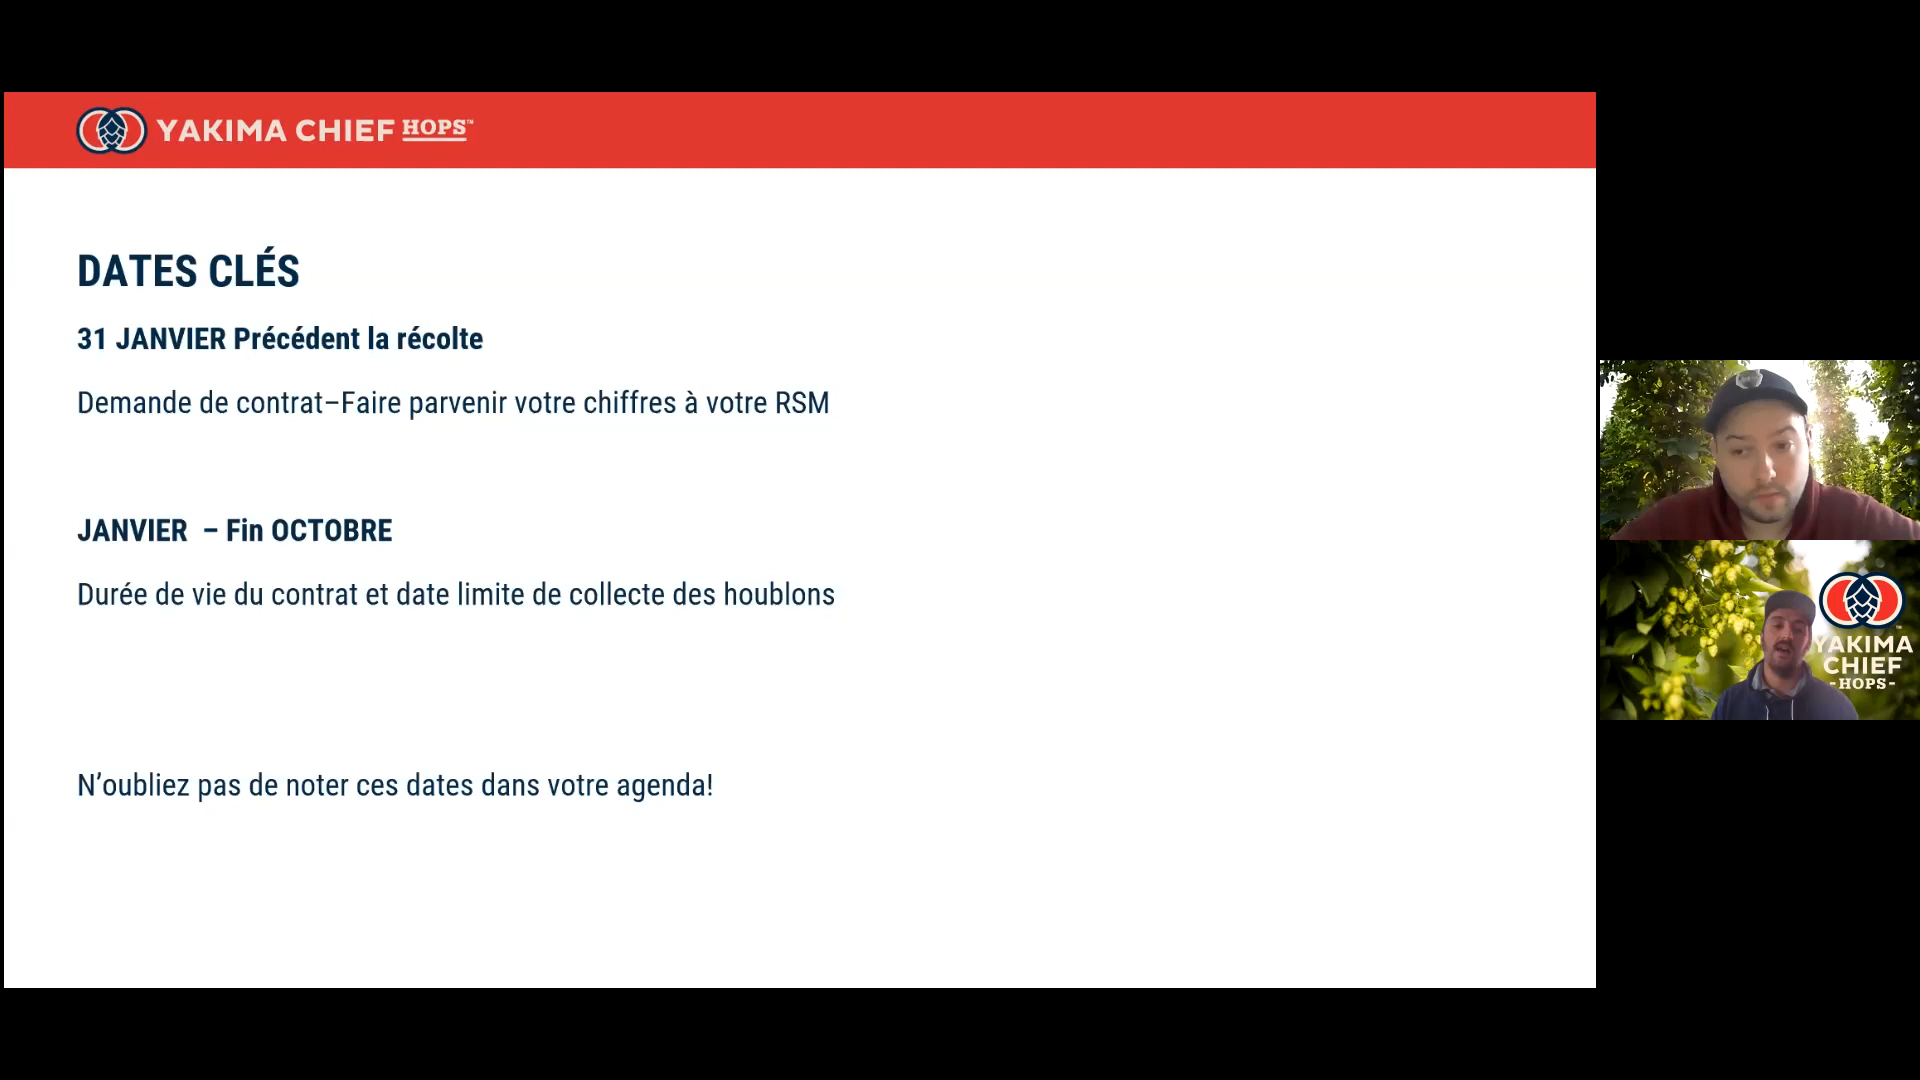 YAKIMA CHIEF HOPS™
DATES CLÉS
31 JANVIER Précédent la récolte
Demande de contrat–Faire parvenir votre chiffres à votre RSM
JANVIER – Fin OCTOBRE
Durée de vie du contrat et date limite de collecte des houblons
N’oubliez pas de noter ces dates dans votre agenda!
YAKIMA
CHIEF
-HOPS-